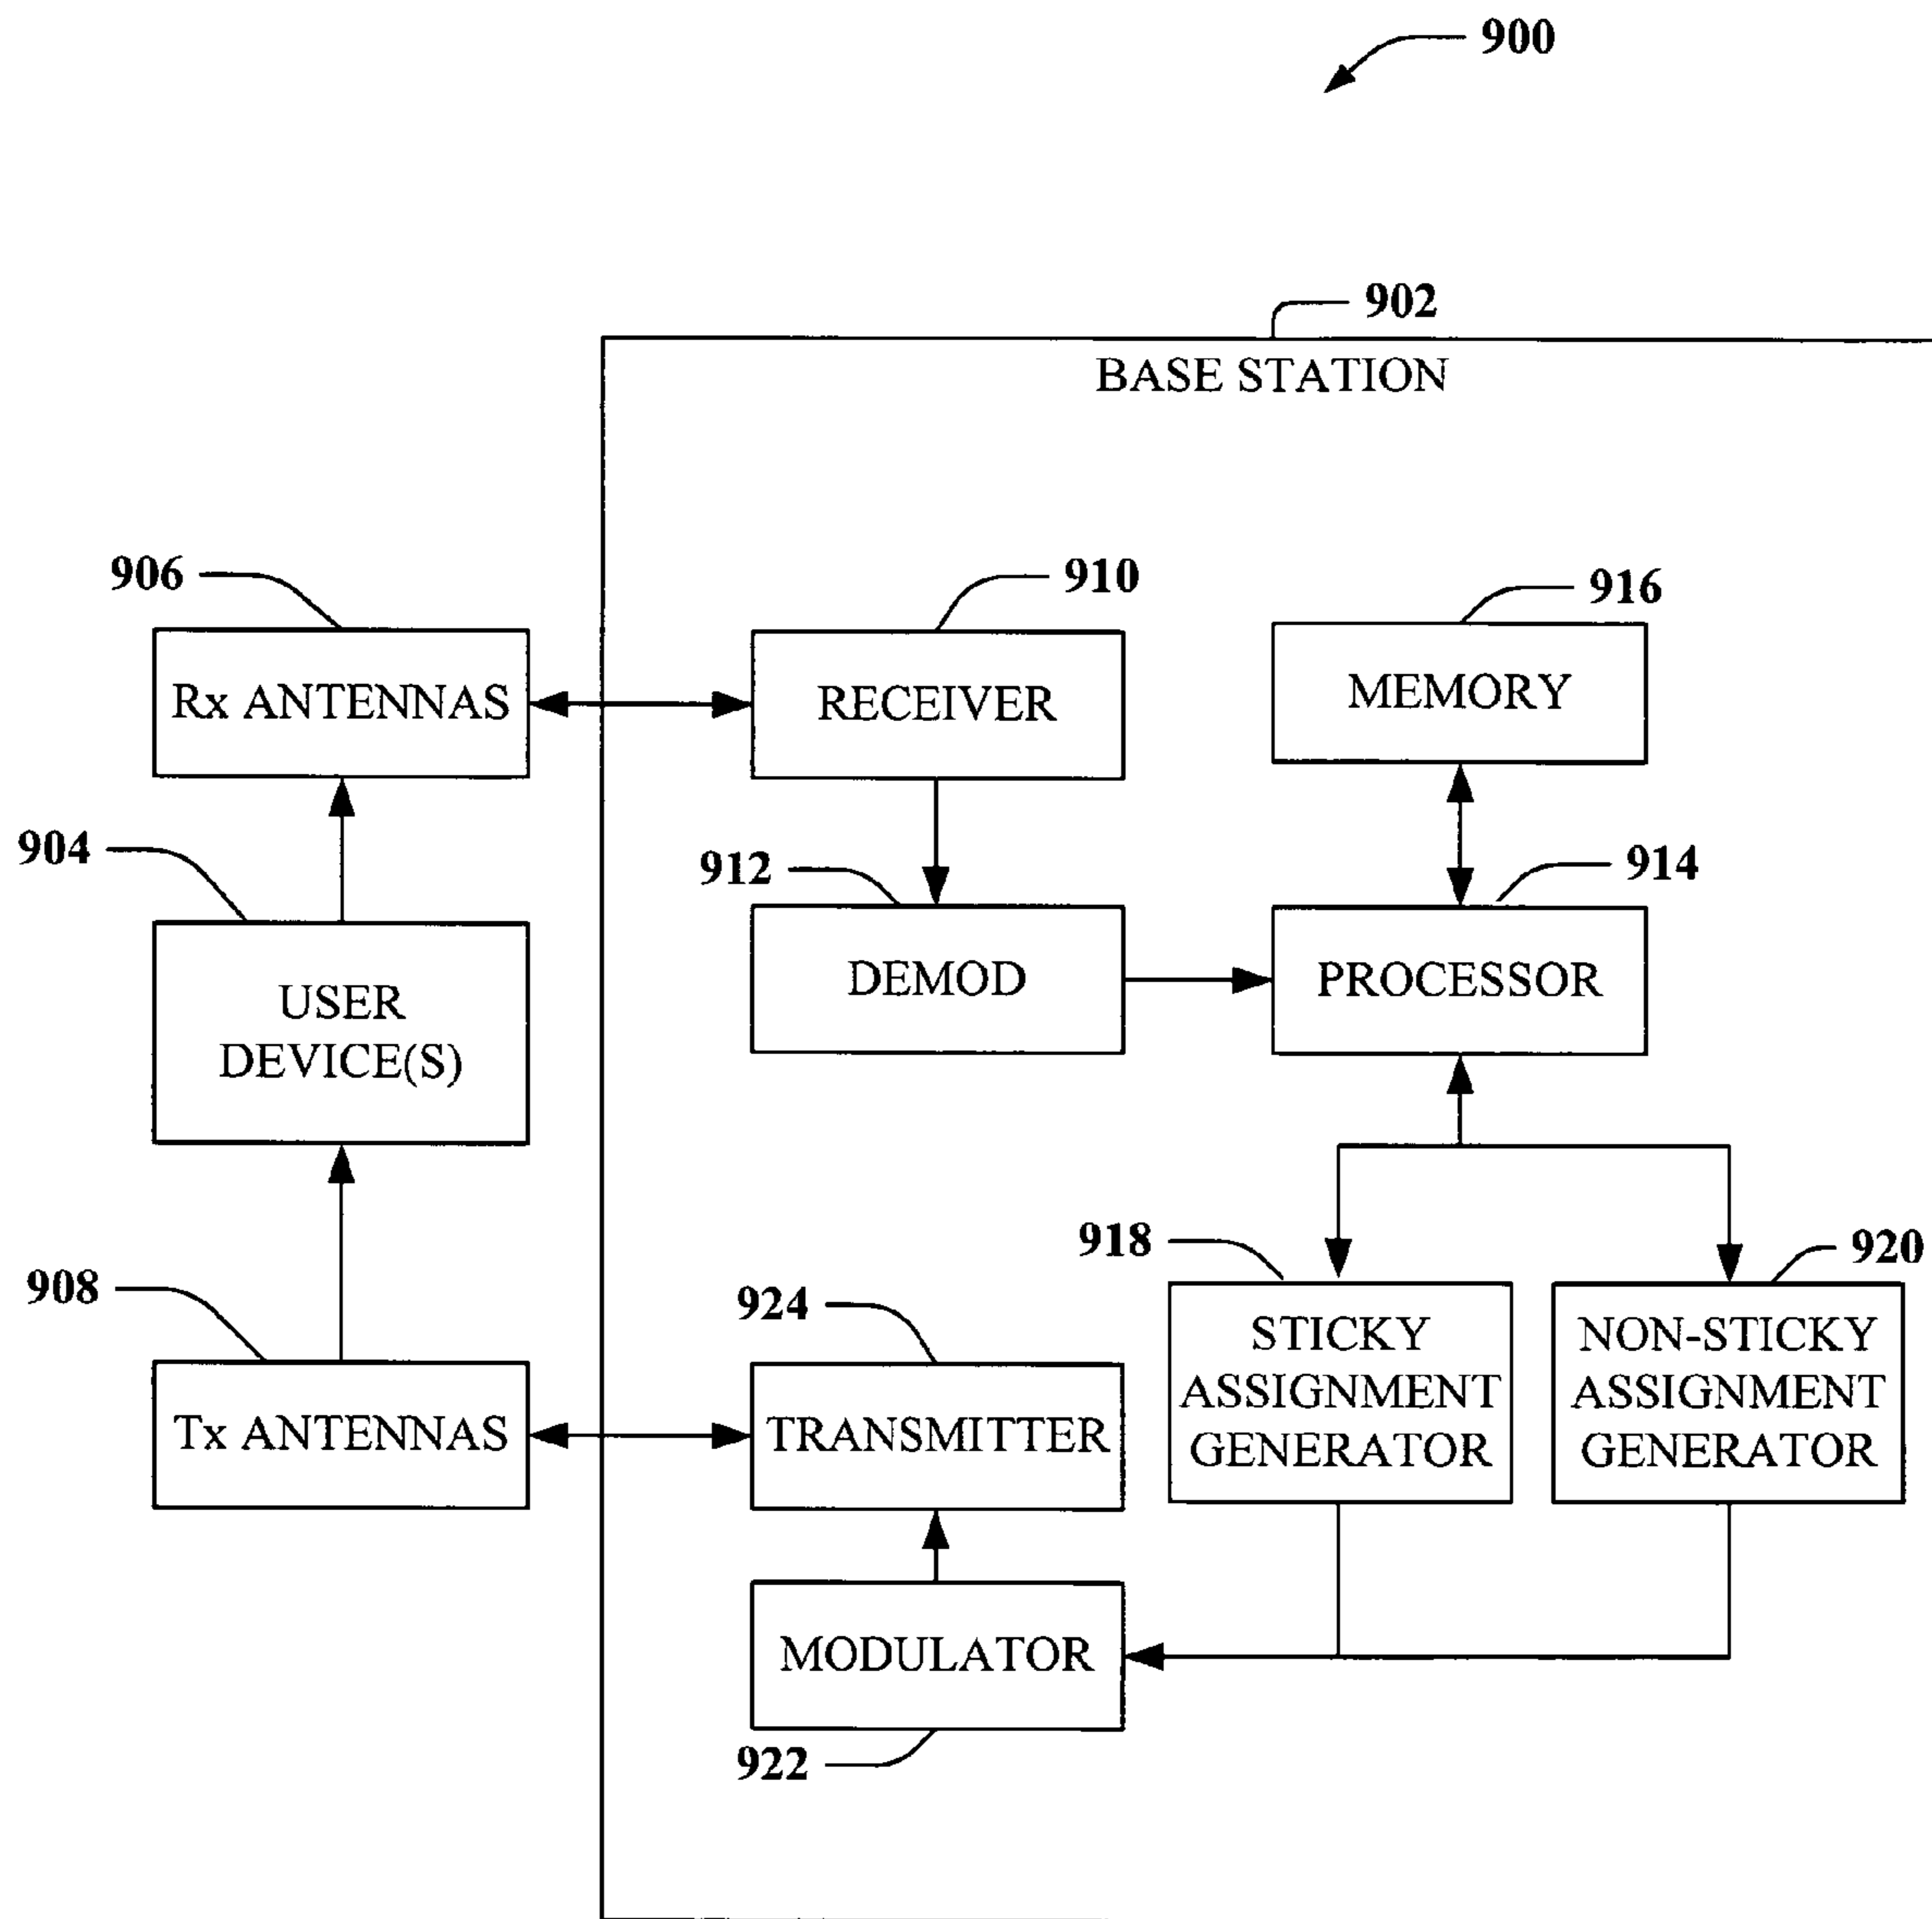 900
902
BASE STATION
906
910
916
Rx ANTENNAS
RECEIVER
MEMORY
904
912
914
USER
DEVICE(S)
DEMOD
PROCESSOR
908
924
918
920
Tx ANTENNAS
TRANSMITTER
STICKY
ASSIGNMENT
GENERATOR
NON-STICKY
ASSIGNMENT
GENERATOR
MODULATOR
922